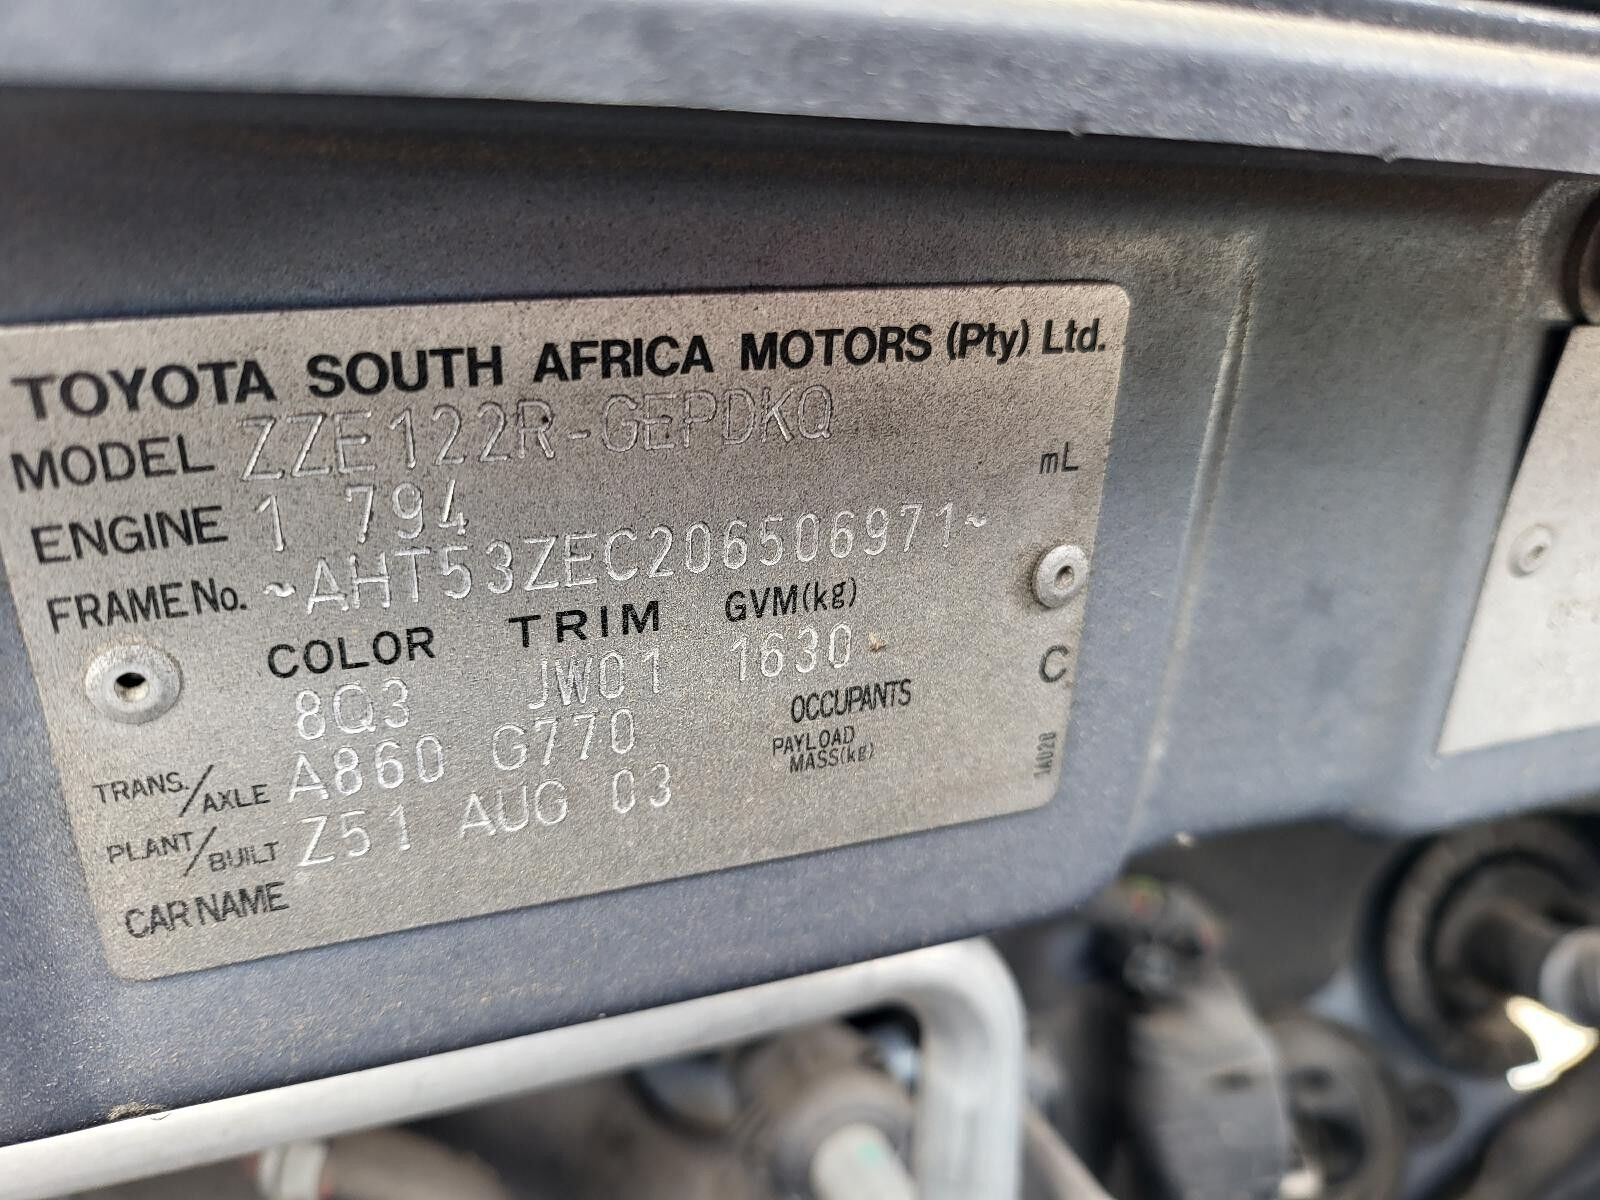 TOYOTA SOUTH AFRICA MOTORS (Pty) Ltd.
MODEL ZZE122R-GEPDKQ
ENGINE 1 794 mL
FRAME No. ~AHT53ZEC206506971~
COLOR TRIM GVM(kg)
8Q3 JW01 1630 C
TRANS./AXLE A860 G770 OCCUPANTS
PAYLOAD MASS(kg)
PLANT/BUILT Z51 AUG 03
CAR NAME
1AU20